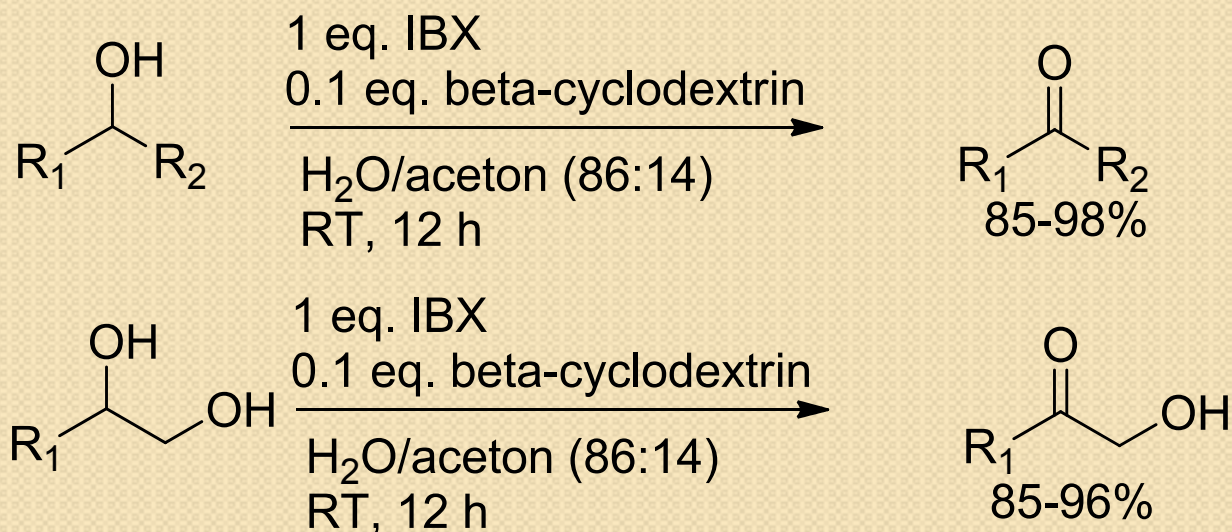 OH
R₁ R₂
1 eq. IBX
0.1 eq. beta-cyclodextrin
H₂O/aceton (86:14)
RT, 12 h
O
R₁ R₂
85-98%
OH
OH
R₁
1 eq. IBX
0.1 eq. beta-cyclodextrin
H₂O/aceton (86:14)
RT, 12 h
O
OH
R₁
85-96%